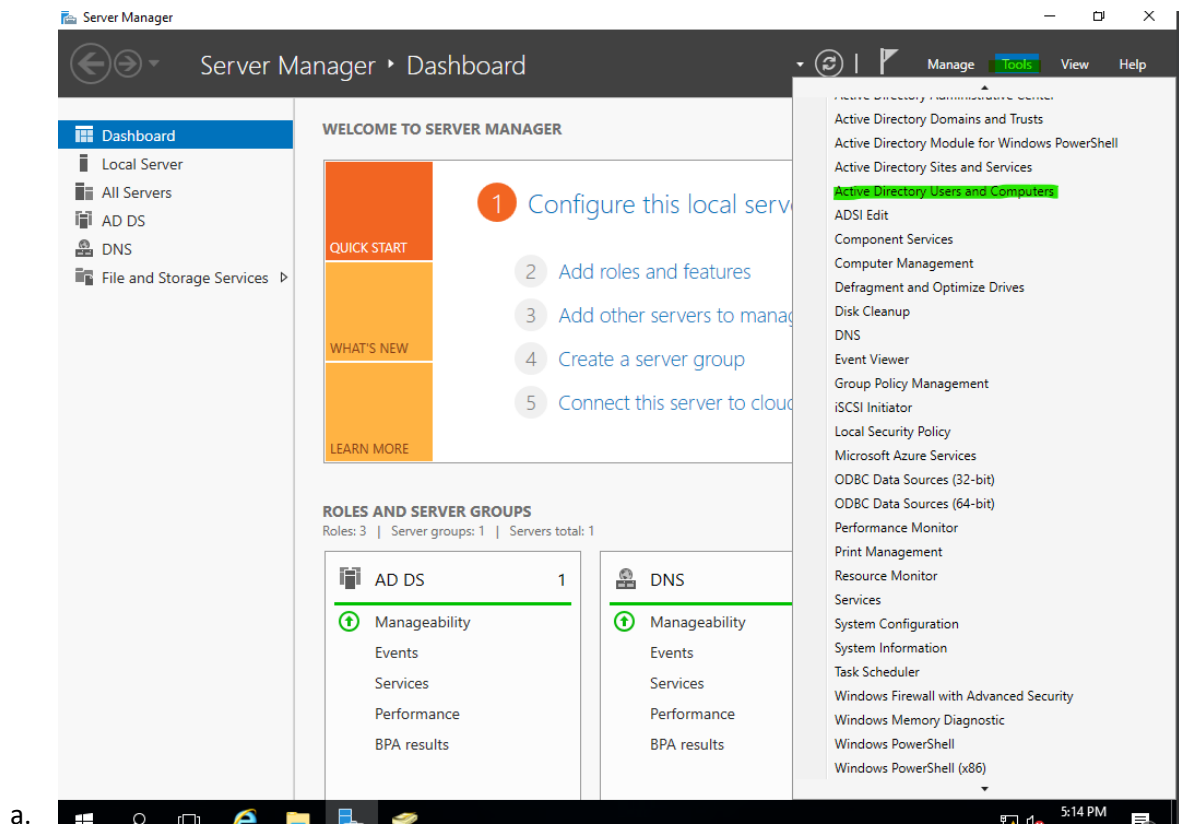 Server Manager
Server Manager ‣ Dashboard
Manage Tools View Help
Dashboard
Local Server
All Servers
AD DS
DNS
File and Storage Services
WELCOME TO SERVER MANAGER
QUICK START
WHAT'S NEW
LEARN MORE
1 Configure this local serv
2 Add roles and features
3 Add other servers to manag
4 Create a server group
5 Connect this server to cloud
ROLES AND SERVER GROUPS
Roles: 3 | Server groups: 1 | Servers total: 1
AD DS 1
Manageability
Events
Services
Performance
BPA results
DNS
Manageability
Events
Services
Performance
BPA results
Active Directory Administrative Center
Active Directory Domains and Trusts
Active Directory Module for Windows PowerShell
Active Directory Sites and Services
Active Directory Users and Computers
ADSI Edit
Component Services
Computer Management
Defragment and Optimize Drives
Disk Cleanup
DNS
Event Viewer
Group Policy Management
iSCSI Initiator
Local Security Policy
Microsoft Azure Services
ODBC Data Sources (32-bit)
ODBC Data Sources (64-bit)
Performance Monitor
Print Management
Resource Monitor
Services
System Configuration
System Information
Task Scheduler
Windows Firewall with Advanced Security
Windows Memory Diagnostic
Windows PowerShell
Windows PowerShell (x86)
a.
5:14 PM